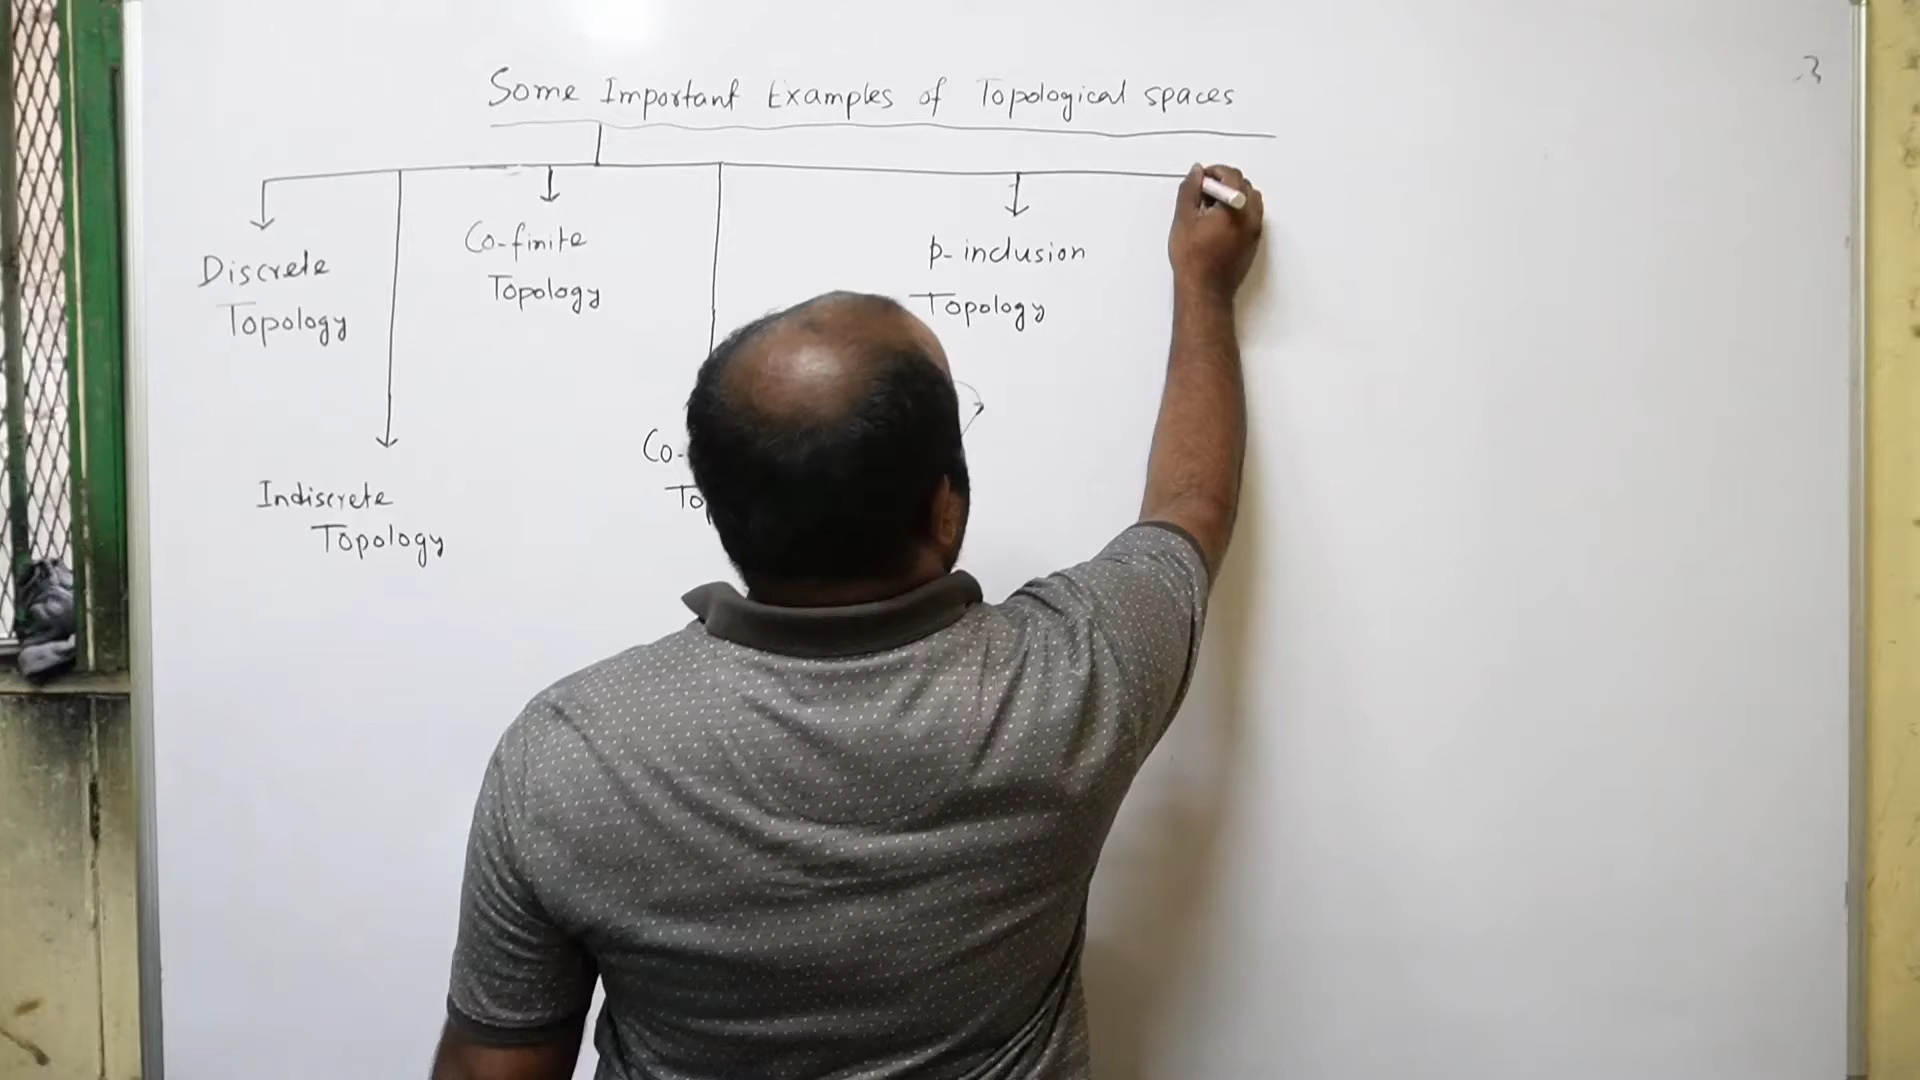 Some Important Examples of Topological spaces
Discrete
Topology
Indiscrete
Topology
Co-finite
Topology
Co-
To
p-inclusion
Topology